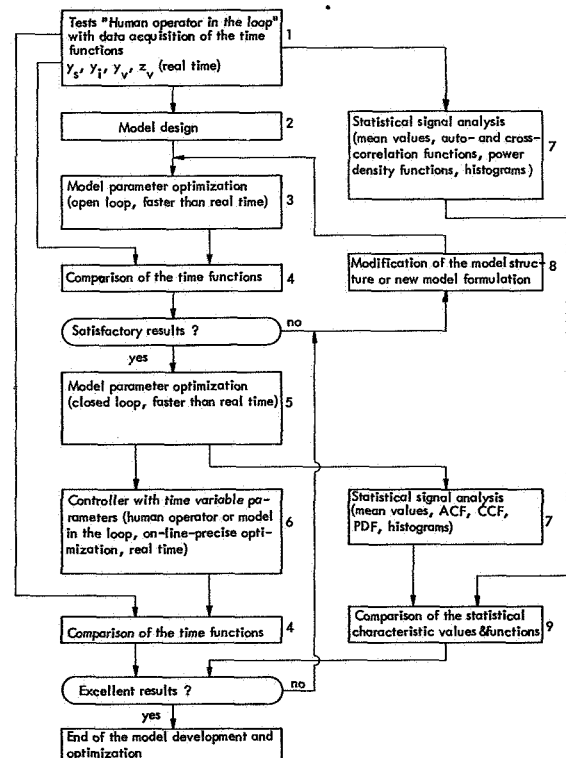 Tests "Human operator in the loop"
with data acquisition of the time
functions
y_s, y_i, y_v, z_v (real time)
1
Model design
2
Model parameter optimization
(open loop, faster than real time)
3
Comparison of the time functions
4
Satisfactory results ?
no
yes
Model parameter optimization
(closed loop, faster than real time)
5
Controller with time variable pa-
rameters (human operator or model
in the loop, on-line-precise opti-
mization, real time)
6
Comparison of the time functions
4
Excellent results ?
no
yes
End of the model development and
optimization
Statistical signal analysis
(mean values, auto- and cross-
correlation functions, power
density functions, histograms)
7
Modification of the model struc-
ture or new model formulation
8
Statistical signal analysis
(mean values, ACF, CCF,
PDF, histograms)
7
Comparison of the statistical
characteristic values &functions
9